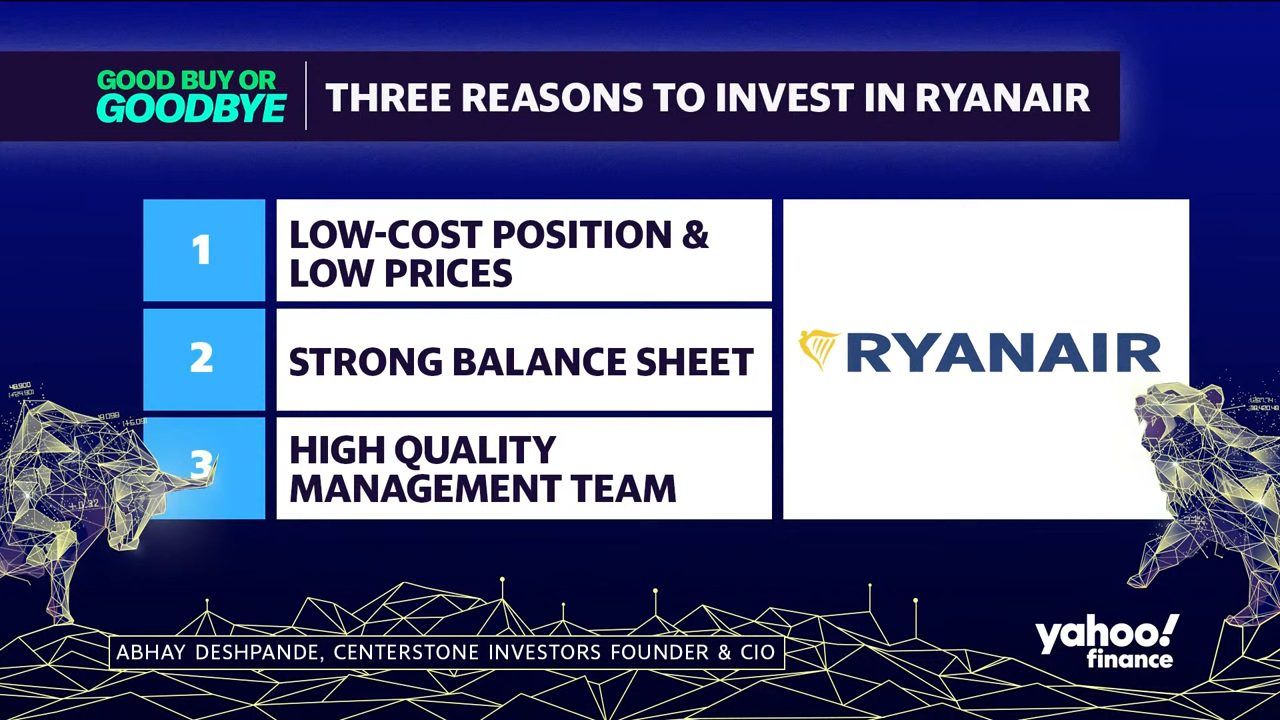 GOOD BUY OR
GOODBYE
THREE REASONS TO INVEST IN RYANAIR
1
LOW-COST POSITION &
LOW PRICES
2
STRONG BALANCE SHEET
3
HIGH QUALITY
MANAGEMENT TEAM
RYANAIR
ABHAY DESHPANDE, CENTERSTONE INVESTORS FOUNDER & CIO
yahoo!
finance